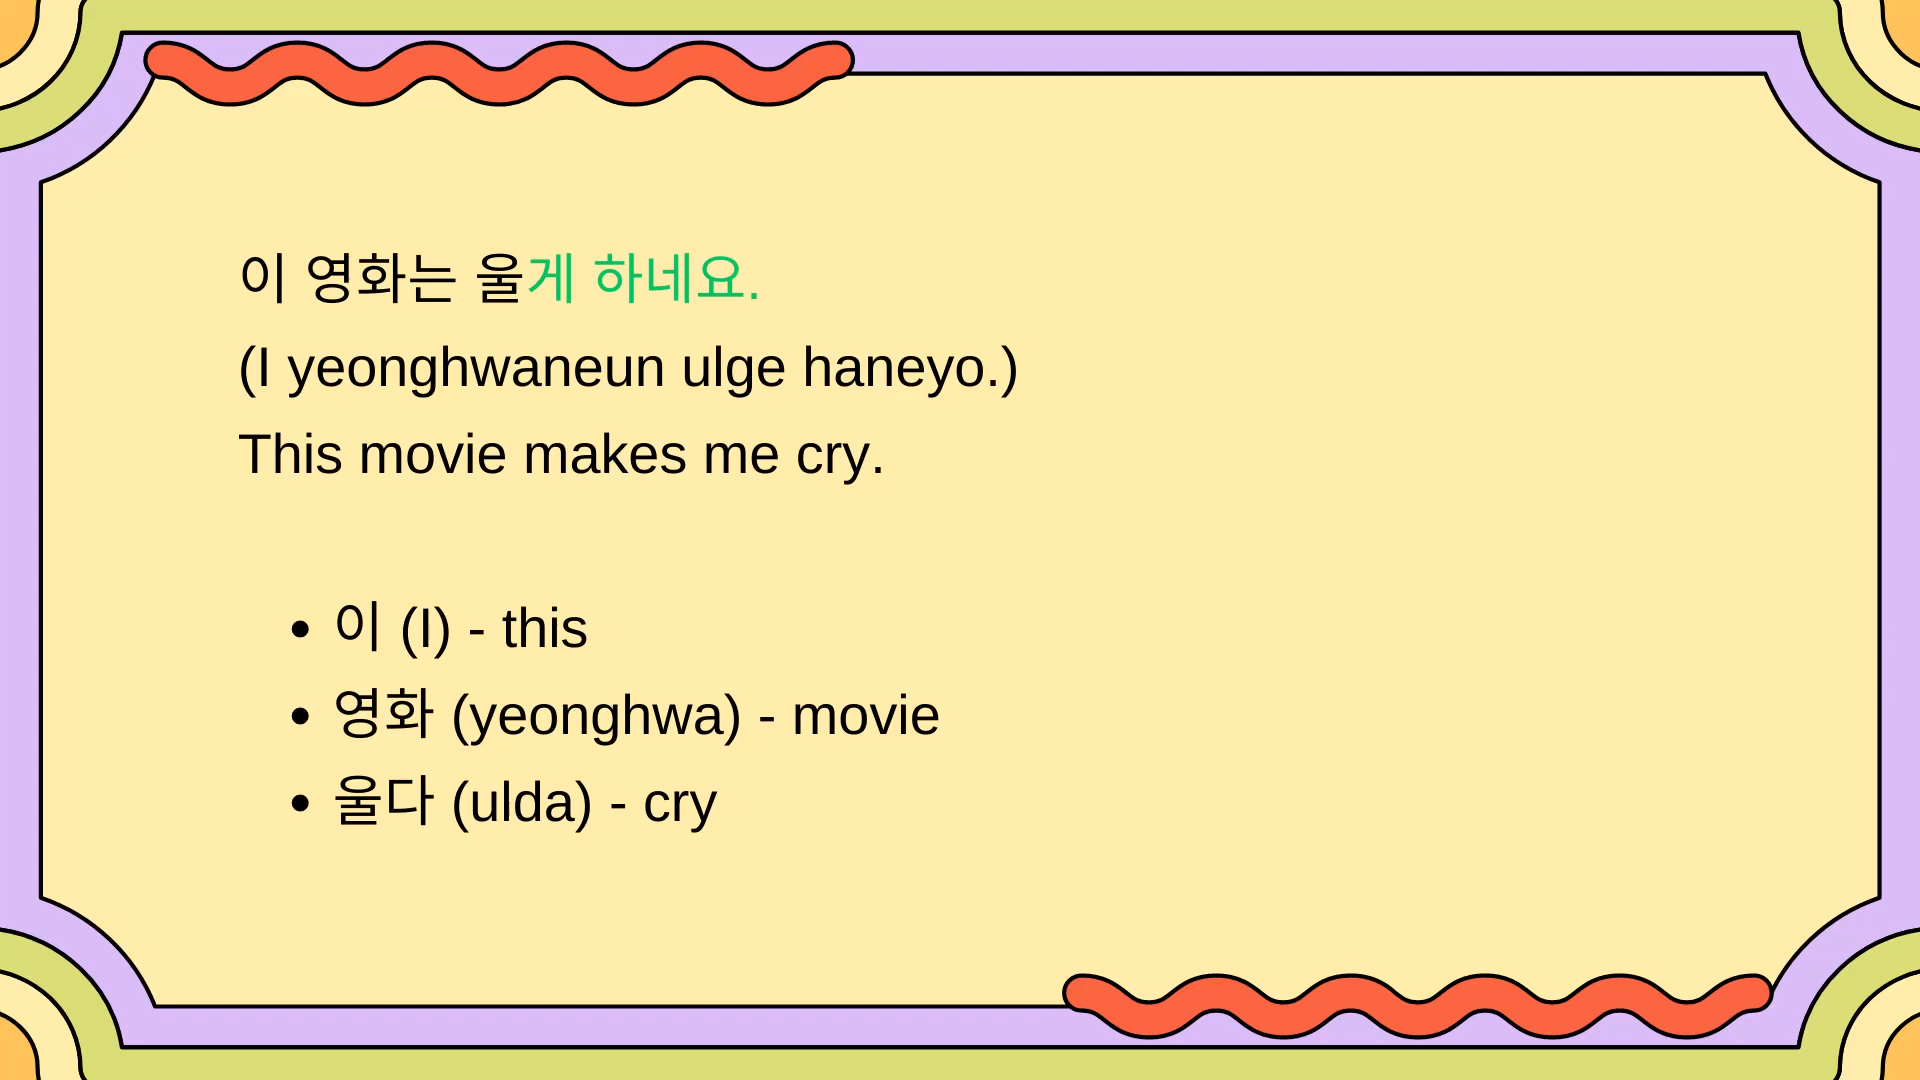 이 영화는 울게 하네요.
(I yeonghwaneun ulge haneyo.)
This movie makes me cry.
• 이 (I) - this
• 영화 (yeonghwa) - movie
• 울다 (ulda) - cry